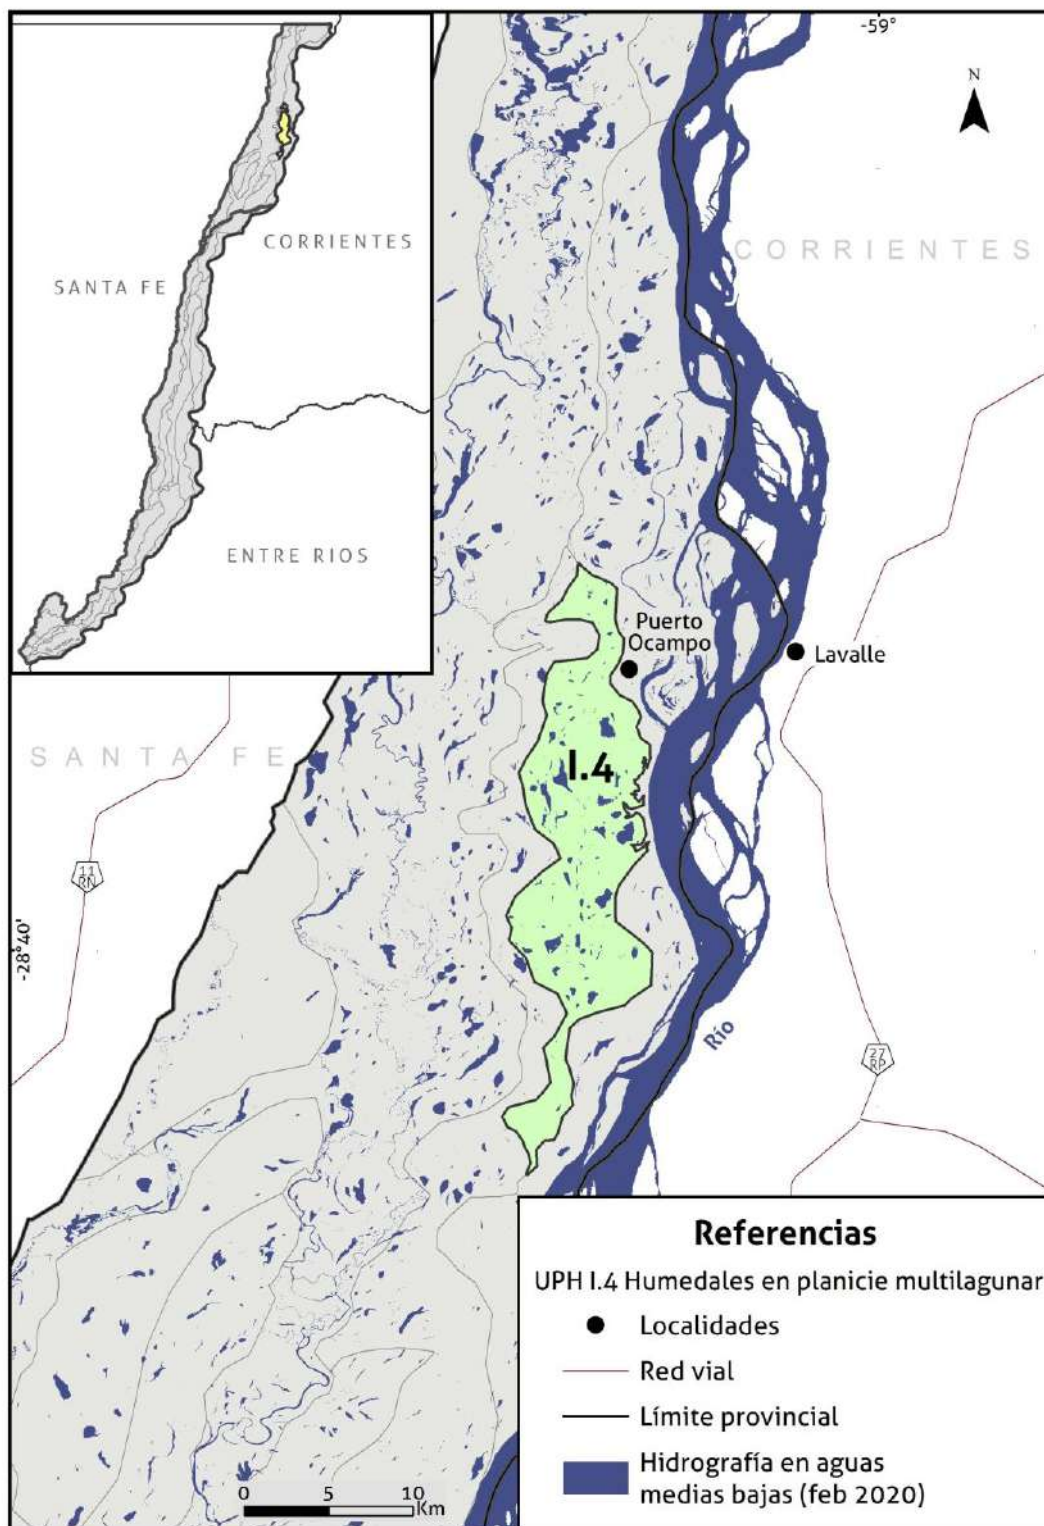 -59°
N
CORRIENTES
SANTA FE
ENTRE RIOS
CORRIENTES
Puerto
Ocampo
Lavalle
SANTA FE
I.4
11
RN
-28°40'
Río
27
RP
Referencias
UPH I.4 Humedales en planicie multilagunar
Localidades
Red vial
Límite provincial
Hidrografía en aguas
medias bajas (feb 2020)
0 5 10
Km